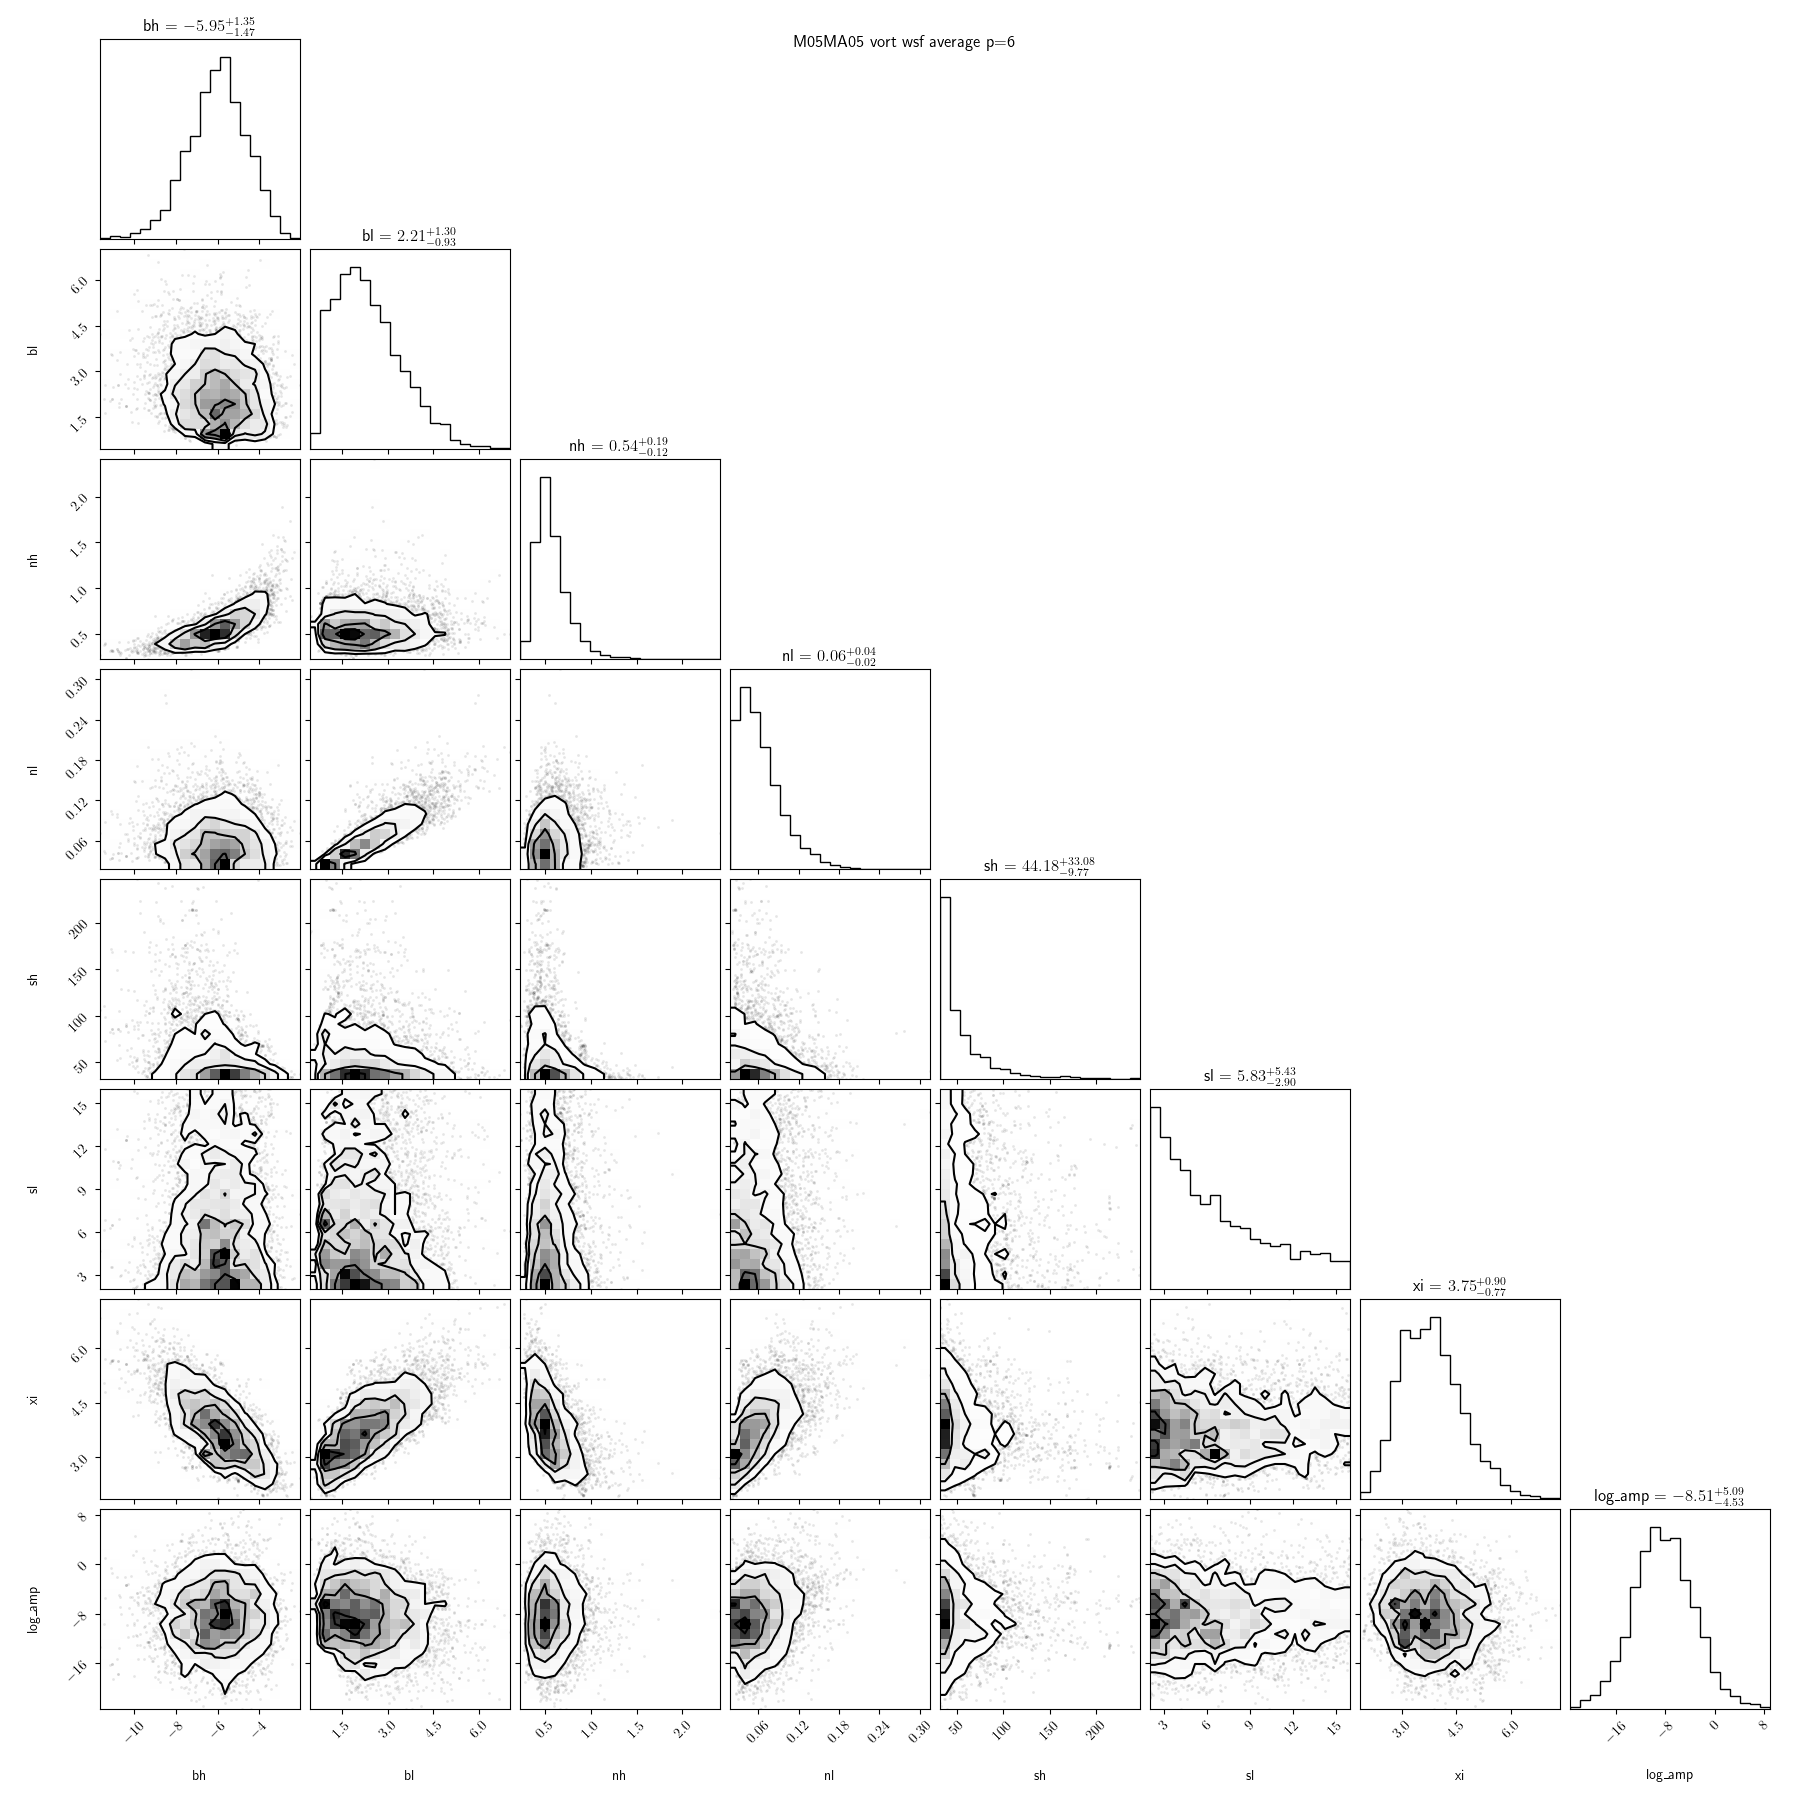 bh = −5.95+1.35−1.47
M05MA05 vort wsf average p=6
bl = 2.21+1.30−0.93
6.0
4.5
3.0
1.5
bl
nh = 0.54+0.19−0.12
2.0
1.5
1.0
0.5
nh
nl = 0.06+0.04−0.02
0.30
0.24
0.18
0.12
0.06
nl
sh = 44.18+33.08−9.77
200
150
100
50
sh
sl = 5.83+5.43−2.90
15
12
9
6
3
sl
xi = 3.75+0.90−0.77
6.0
4.5
3.0
xi
log_amp = −8.51+5.09−4.53
8
0
−8
−16
log_amp
−10 −8 −6 −4 1.5 3.0 4.5 6.0 0.5 1.0 1.5 2.0 0.06 0.12 0.18 0.24 0.30 50 100 150 200 3 6 9 12 15 3.0 4.5 6.0 −16 −8 0 8
bh bl nh nl sh sl xi log_amp